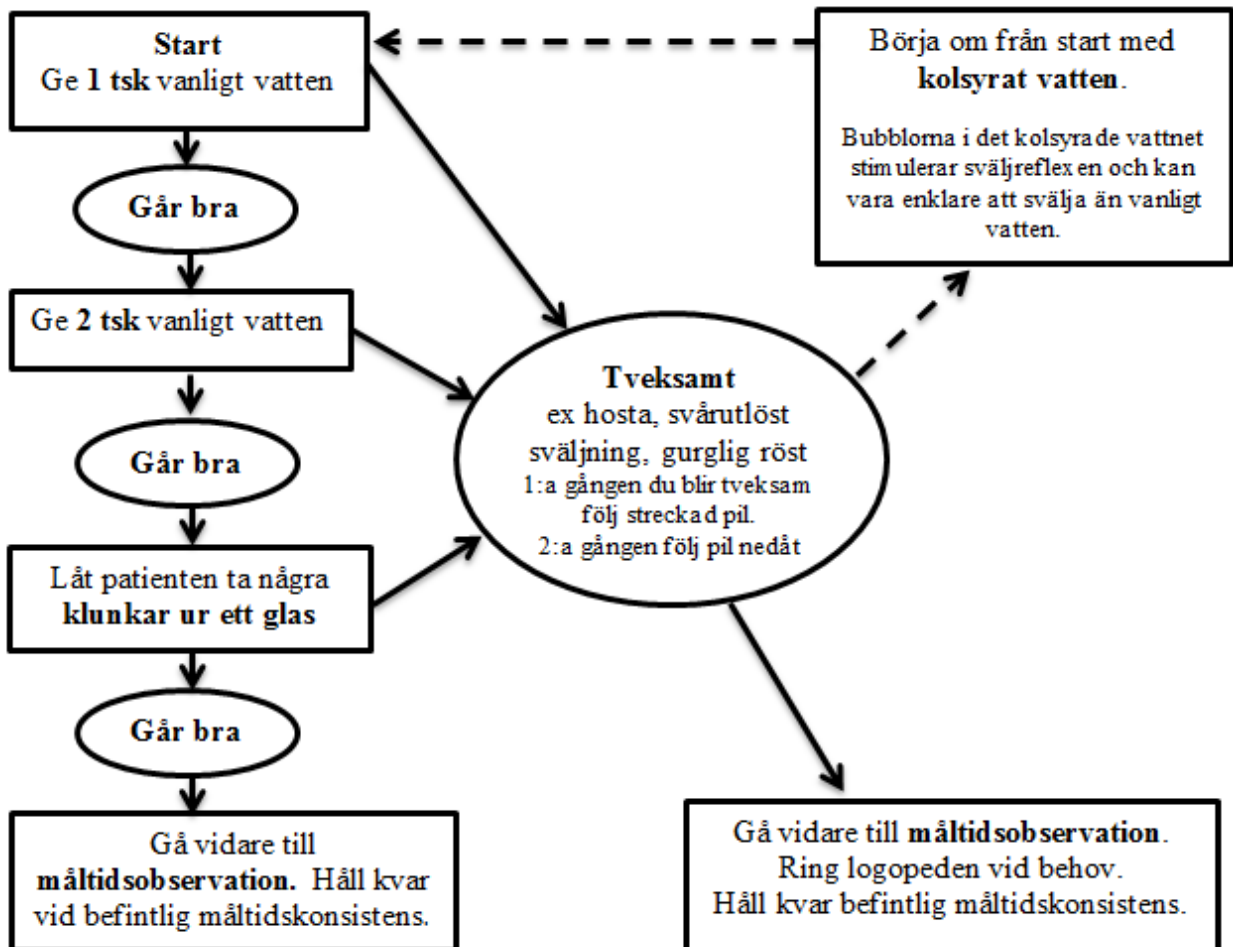 Start
Ge 1 tsk vanligt vatten
Går bra
Ge 2 tsk vanligt vatten
Går bra
Låt patienten ta några
klunkar ur ett glas
Går bra
Gå vidare till
måltidsobservation. Håll kvar
vid befintlig måltidskonsistens.
Börja om från start med
kolsyrat vatten.
Bubblorna i det kolsyrade vattnet
stimulerar sväljreflexen och kan
vara enklare att svälja än vanligt
vatten.
Tveksamt
ex hosta, svårutlöst
sväljning, gurglig röst
1:a gången du blir tveksam
följ streckad pil.
2:a gången följ pil nedåt
Gå vidare till måltidsobservation.
Ring logopeden vid behov.
Håll kvar befintlig måltidskonsistens.